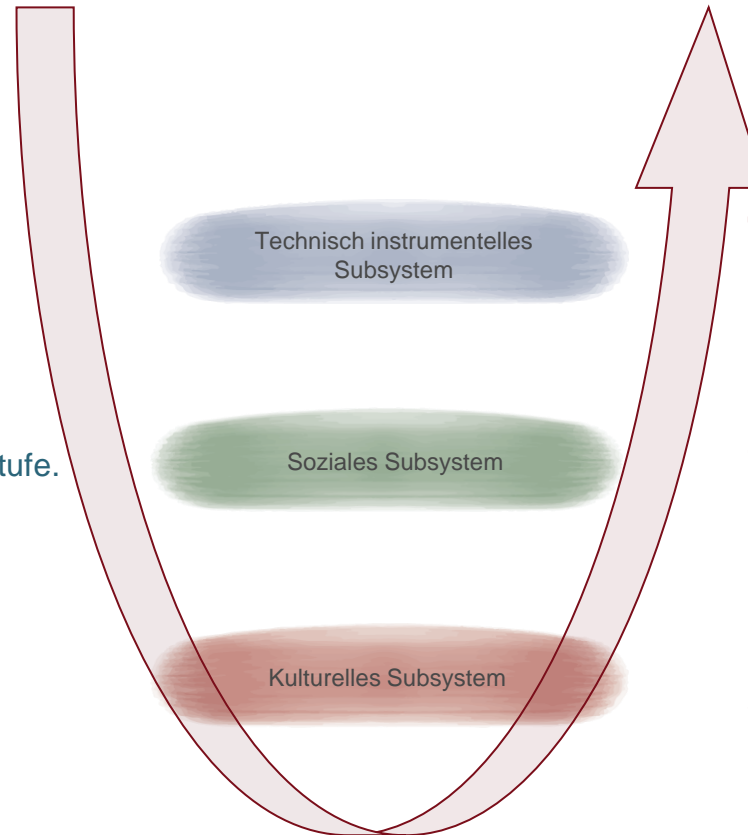 Technisch instrumentelles
Subsystem
tufe.
Soziales Subsystem
Kulturelles Subsystem